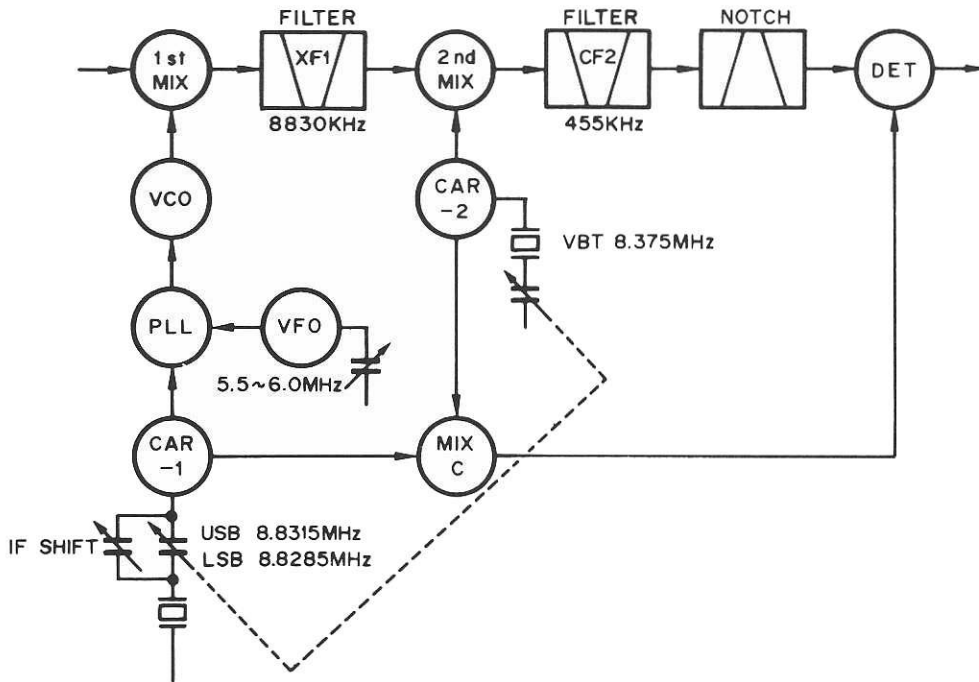 FILTER
FILTER
NOTCH
1st
MIX
XF1
2nd
MIX
CF2
DET
8830KHz
455KHz
VCO
CAR
-2
VBT 8.375MHz
PLL
VFO
5.5~6.0MHz
CAR
-1
MIX
C
IF SHIFT
USB 8.8315MHz
LSB 8.8285MHz